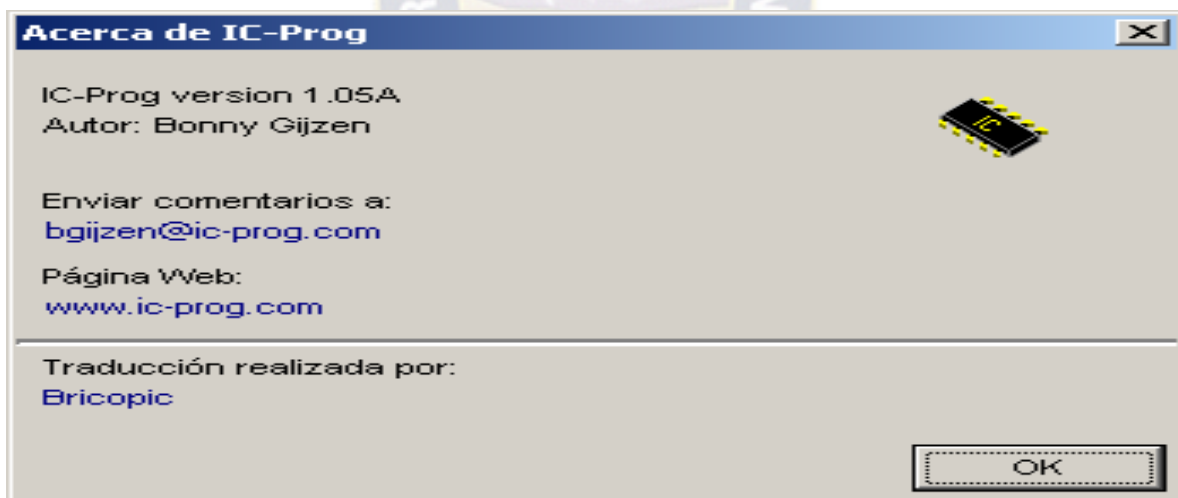 Acerca de IC-Prog
IC-Prog version 1.05A
Autor: Bonny Gijzen
IC
Enviar comentarios a:
bgijzen@ic-prog.com
Página Web:
www.ic-prog.com
Traducción realizada por:
Bricopic
OK